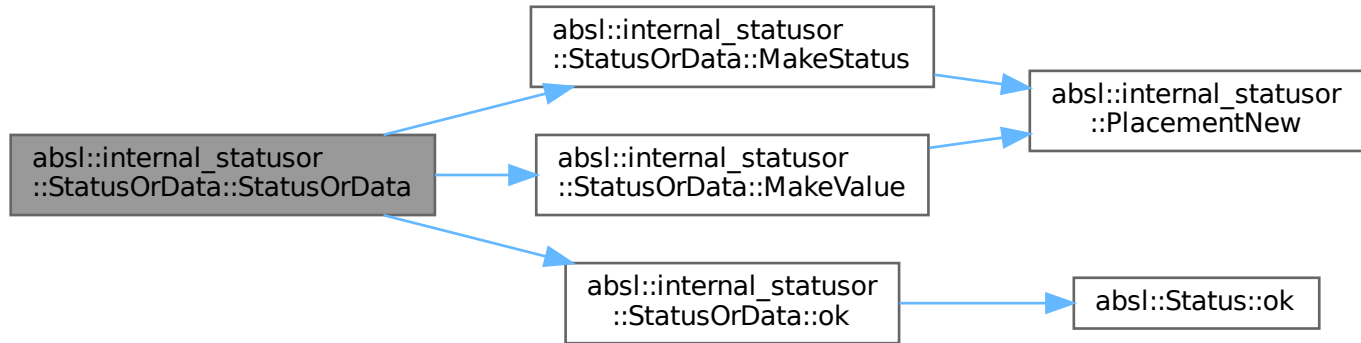 absl::internal_statusor
::StatusOrData::StatusOrData
absl::internal_statusor
::StatusOrData::MakeStatus
absl::internal_statusor
::StatusOrData::MakeValue
absl::internal_statusor
::StatusOrData::ok
absl::internal_statusor
::PlacementNew
absl::Status::ok